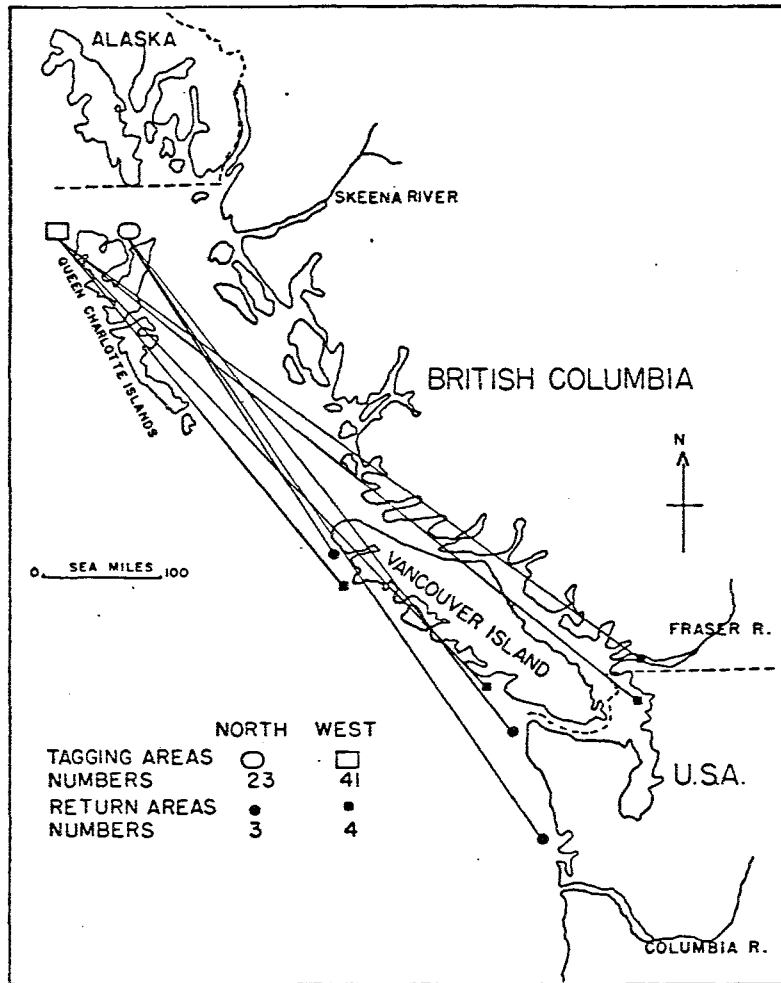 ALASKA
SKEENA RIVER
QUEEN CHARLOTTE ISLANDS
BRITISH COLUMBIA
N
0 SEA MILES 100
VANCOUVER ISLAND
FRASER R.
NORTH WEST
TAGGING AREAS
NUMBERS 23 41
RETURN AREAS
NUMBERS 3 4
U.S.A.
COLUMBIA R.